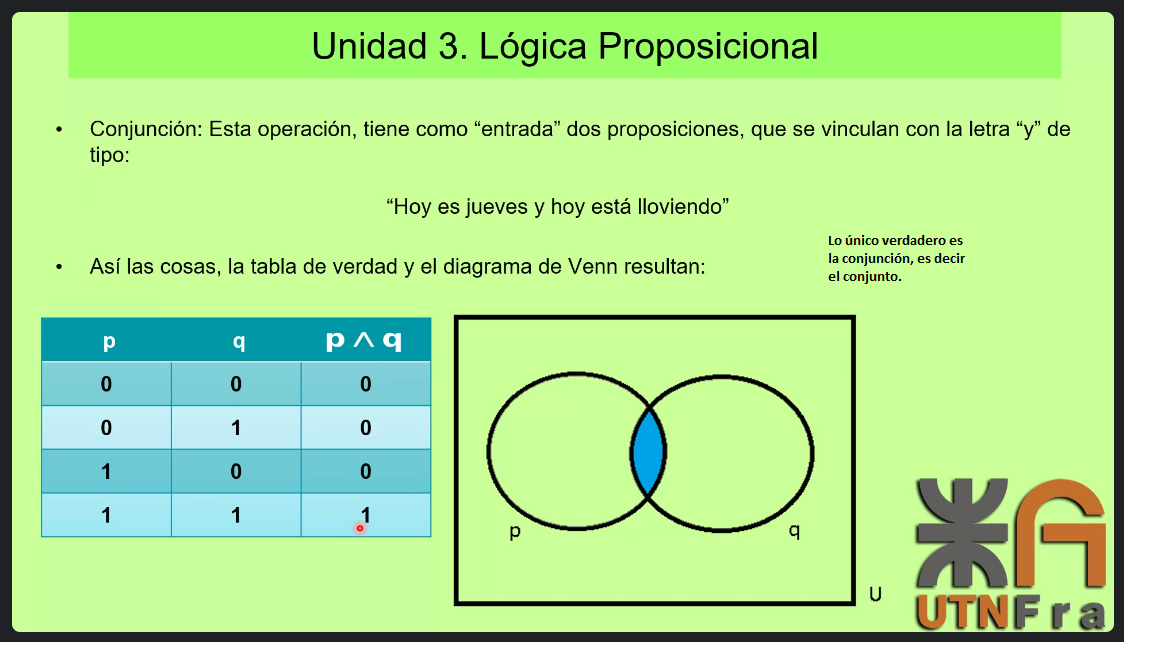 Unidad 3. Lógica Proposicional
• Conjunción: Esta operación, tiene como “entrada” dos proposiciones, que se vinculan con la letra “y” de
tipo:
“Hoy es jueves y hoy está lloviendo”
Lo único verdadero es
la conjunción, es decir
el conjunto.
• Así las cosas, la tabla de verdad y el diagrama de Venn resultan:
p q p ∧ q
0 0 0
0 1 0
1 0 0
1 1 1
p
q
U
UTNFra